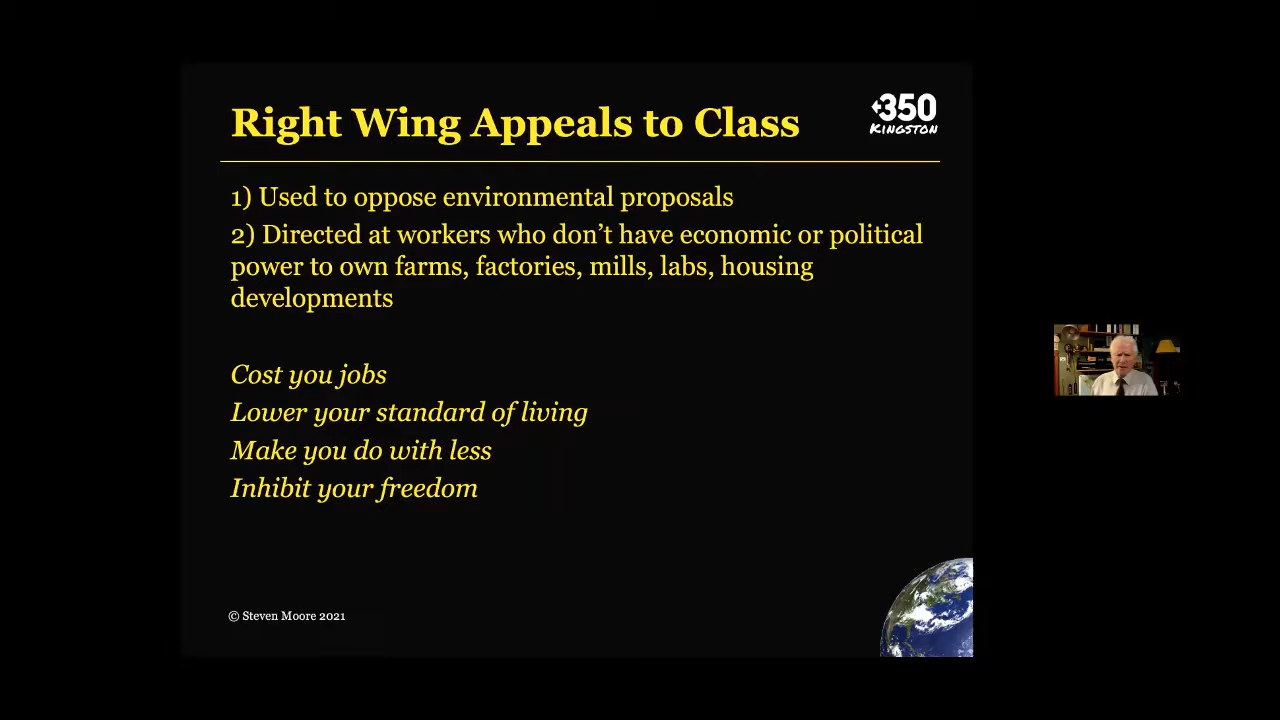 Right Wing Appeals to Class
350
KINGSTON
1) Used to oppose environmental proposals
2) Directed at workers who don't have economic or political
power to own farms, factories, mills, labs, housing
developments
Cost you jobs
Lower your standard of living
Make you do with less
Inhibit your freedom
© Steven Moore 2021